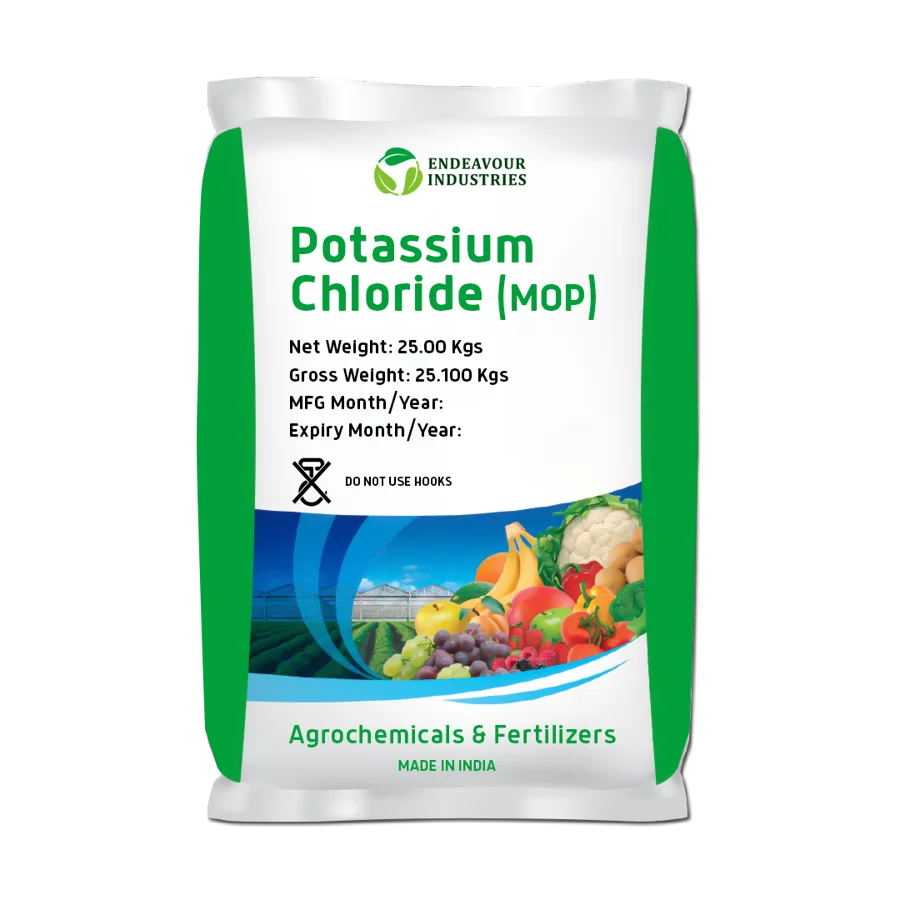 ENDEAVOUR
INDUSTRIES
Potassium
Chloride (MOP)
Net Weight: 25.00 Kgs
Gross Weight: 25.100 Kgs
MFG Month/Year:
Expiry Month/Year:
DO NOT USE HOOKS
Agrochemicals & Fertilizers
MADE IN INDIA